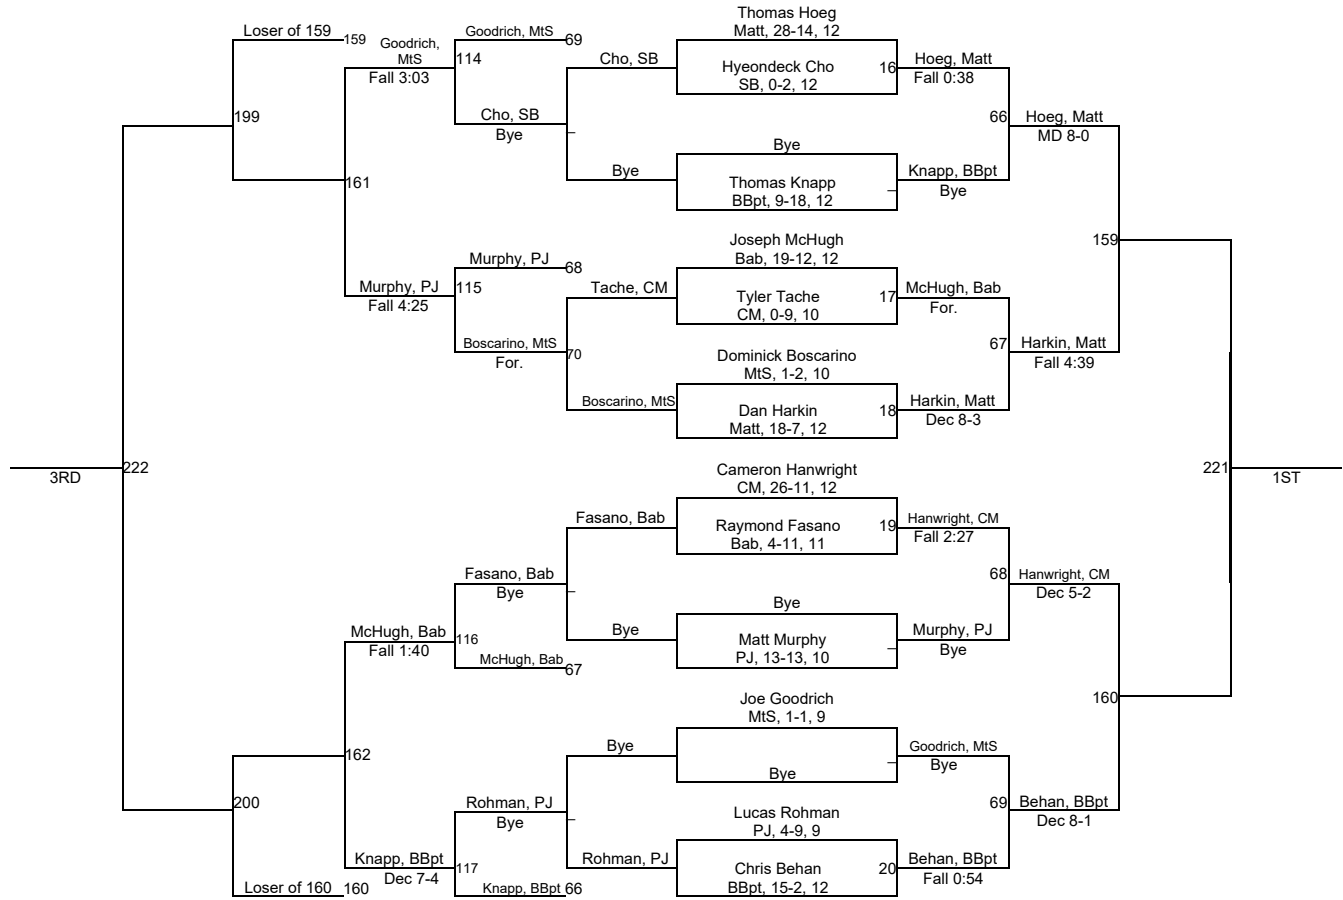 Thomas Hoeg
Matt, 28-14, 12
Loser of 159
159
Goodrich,
MtS
Fall 3:03
Goodrich, MtS
69
114
Cho, SB
Hyeondeck Cho
SB, 0-2, 12
16
Hoeg, Matt
Fall 0:38
199
Cho, SB
Bye
66
Hoeg, Matt
MD 8-0
Bye
161
Bye
Thomas Knapp
BBpt, 9-18, 12
Knapp, BBpt
Bye
Joseph McHugh
Bab, 19-12, 12
159
Murphy, PJ
68
Murphy, PJ
Fall 4:25
115
Tache, CM
Tyler Tache
CM, 0-9, 10
17
McHugh, Bab
For.
Boscarino, MtS
For.
70
67
Harkin, Matt
Fall 4:39
Dominick Boscarino
MtS, 1-2, 10
Boscarino, MtS
Dan Harkin
Matt, 18-7, 12
18
Harkin, Matt
Dec 8-3
3RD
222
Cameron Hanwright
CM, 26-11, 12
221
1ST
Fasano, Bab
Raymond Fasano
Bab, 4-11, 11
19
Hanwright, CM
Fall 2:27
Fasano, Bab
Bye
68
Hanwright, CM
Dec 5-2
Bye
McHugh, Bab
Fall 1:40
116
McHugh, Bab
67
Bye
Matt Murphy
PJ, 13-13, 10
Murphy, PJ
Bye
160
Joe Goodrich
MtS, 1-1, 9
162
Bye
Bye
Goodrich, MtS
Bye
200
Rohman, PJ
Bye
69
Behan, BBpt
Dec 8-1
Lucas Rohman
PJ, 4-9, 9
Knapp, BBpt
Dec 7-4
117
Rohman, PJ
Chris Behan
BBpt, 15-2, 12
20
Behan, BBpt
Fall 0:54
Loser of 160
160
Knapp, BBpt
66